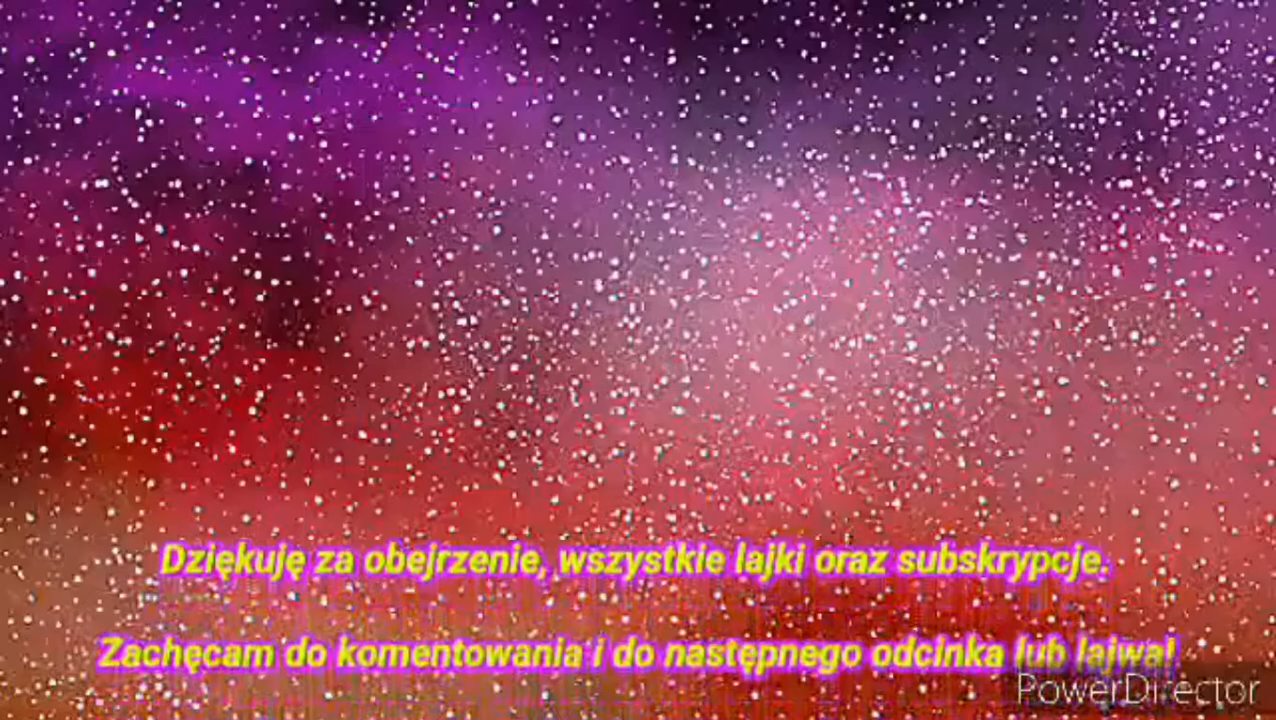 Dziękuję za obejrzenie, wszystkie lajki oraz subskrypcje.
Zachęcam do komentowania i do następnego odcinka lub lajwa!
PowerDirector